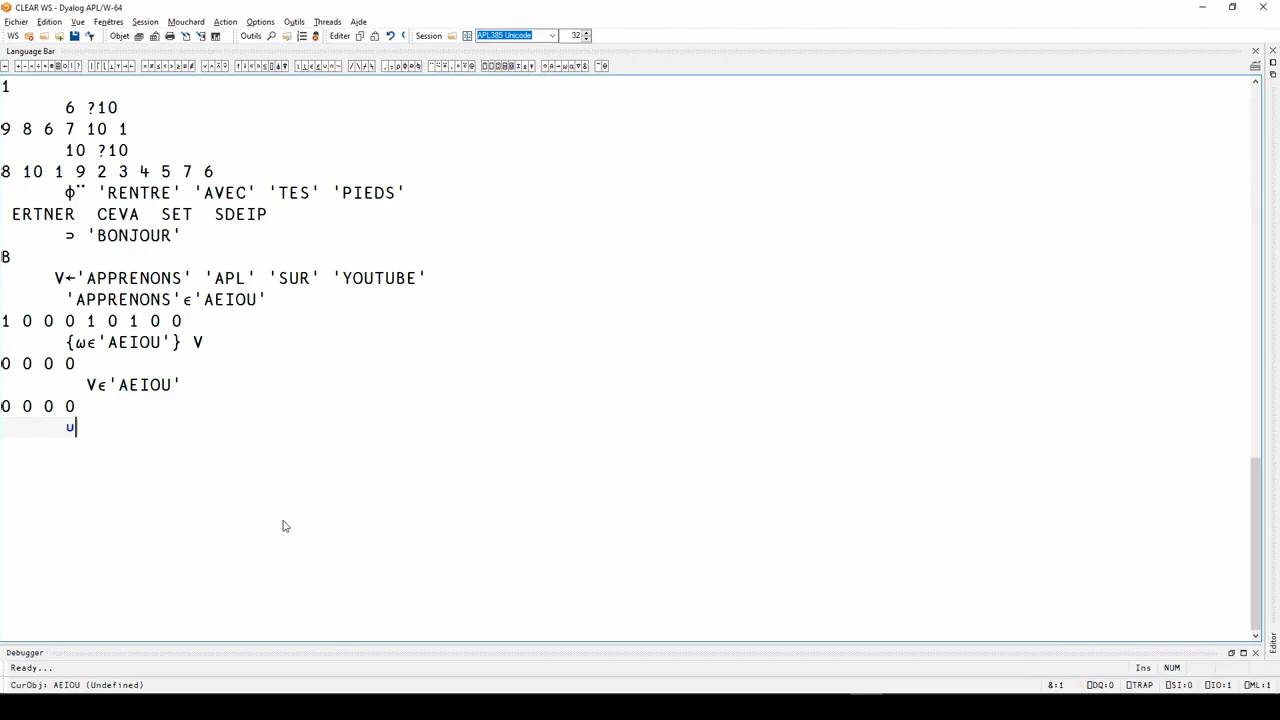 CLEAR WS - Dyalog APL/W-64
Fichier Edition Vue Fenêtres Session Mouchard Action Options Outils Threads Aide
WS Objet Outils Editer Session APL385 Unicode 32
Language Bar
1
6 ?10
9 8 6 7 10 1
10 ?10
8 10 1 9 2 3 4 5 7 6
⌽¨ 'RENTRE' 'AVEC' 'TES' 'PIEDS'
ERTNER CEVA SET SDEIP
⊃ 'BONJOUR'
B
V←'APPRENONS' 'APL' 'SUR' 'YOUTUBE'
'APPRENONS'∊'AEIOU'
1 0 0 0 1 0 1 0 0
{⍵∊'AEIOU'} V
0 0 0 0
V∊'AEIOU'
0 0 0 0
∪
Editor
Debugger
Ready...
Ins NUM
CurObj: AEIOU (Undefined)
&:1 ⎕DQ:0 ⎕TRAP ⎕SI:0 ⎕IO:1 ⎕ML:1